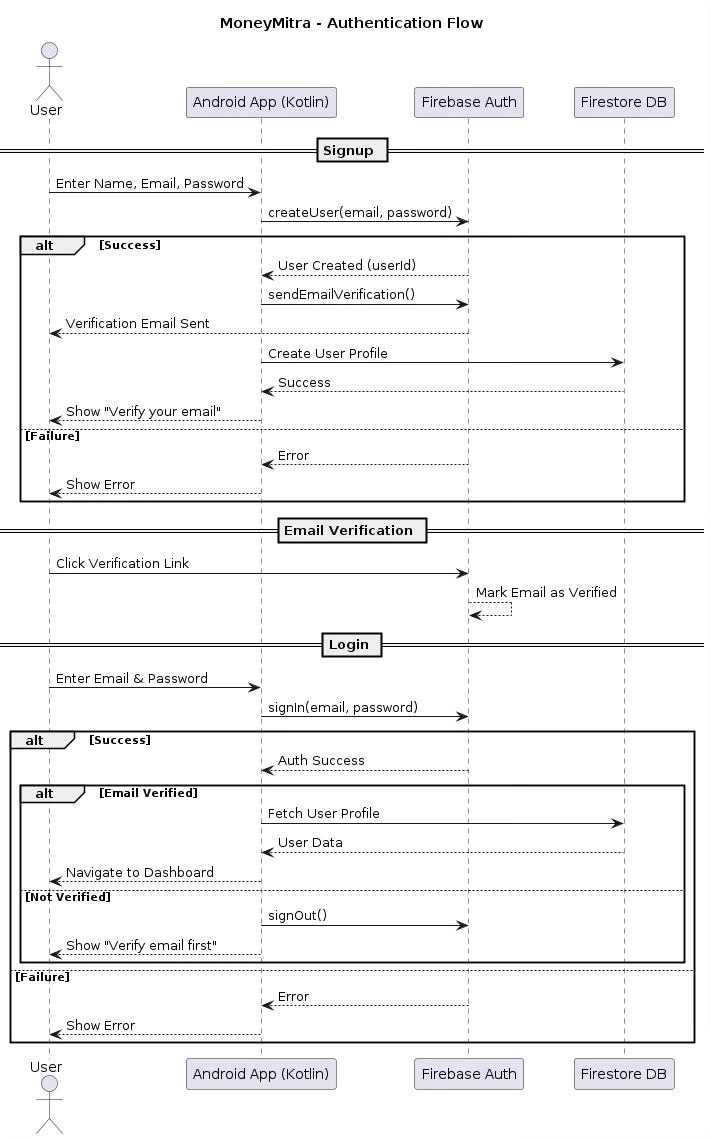 MoneyMitra - Authentication Flow
User
Android App (Kotlin)
Firebase Auth
Firestore DB
Signup
Enter Name, Email, Password
createUser(email, password)
alt [Success]
User Created (userId)
sendEmailVerification()
Verification Email Sent
Create User Profile
Success
Show "Verify your email"
[Failure]
Error
Show Error
Email Verification
Click Verification Link
Mark Email as Verified
Login
Enter Email & Password
signIn(email, password)
alt [Success]
Auth Success
alt [Email Verified]
Fetch User Profile
User Data
Navigate to Dashboard
[Not Verified]
signOut()
Show "Verify email first"
[Failure]
Error
Show Error
User
Android App (Kotlin)
Firebase Auth
Firestore DB